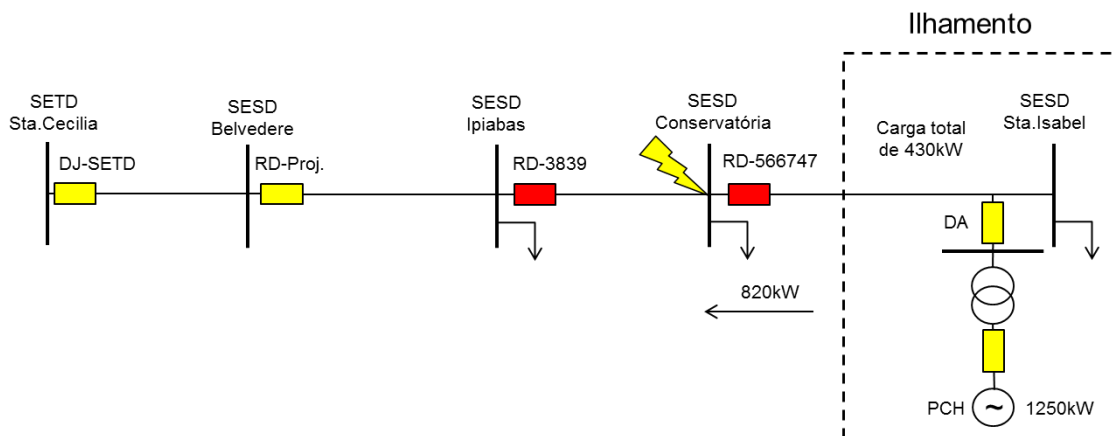 Ilhamento
SETD
Sta.Cecilia
DJ-SETD
SESD
Belvedere
RD-Proj.
SESD
Ipiabas
RD-3839
SESD
Conservatória
RD-566747
Carga total
de 430kW
SESD
Sta.Isabel
DA
820kW
PCH
~
1250kW